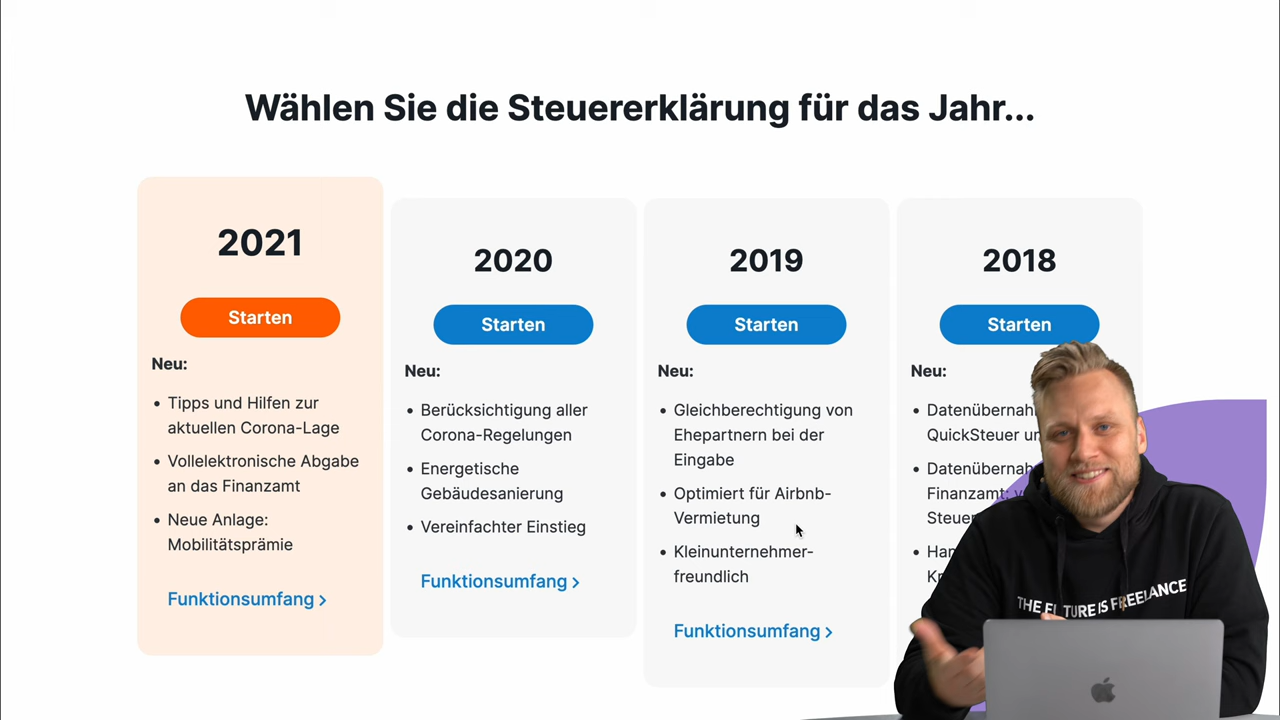 Wählen Sie die Steuererklärung für das Jahr...
2021
Starten
Neu:
• Tipps und Hilfen zur
aktuellen Corona-Lage
• Vollelektronische Abgabe
an das Finanzamt
• Neue Anlage:
Mobilitätsprämie
Funktionsumfang >
2020
Starten
Neu:
• Berücksichtigung aller
Corona-Regelungen
• Energetische
Gebäudesanierung
• Vereinfachter Einstieg
Funktionsumfang >
2019
Starten
Neu:
• Gleichberechtigung von
Ehepartnern bei der
Eingabe
• Optimiert für Airbnb-
Vermietung
• Kleinunternehmer-
freundlich
Funktionsumfang >
2018
Starten
Neu:
•
QuickSteuer
•
Finanzamt:
THE FUTURE IS FREELANCE